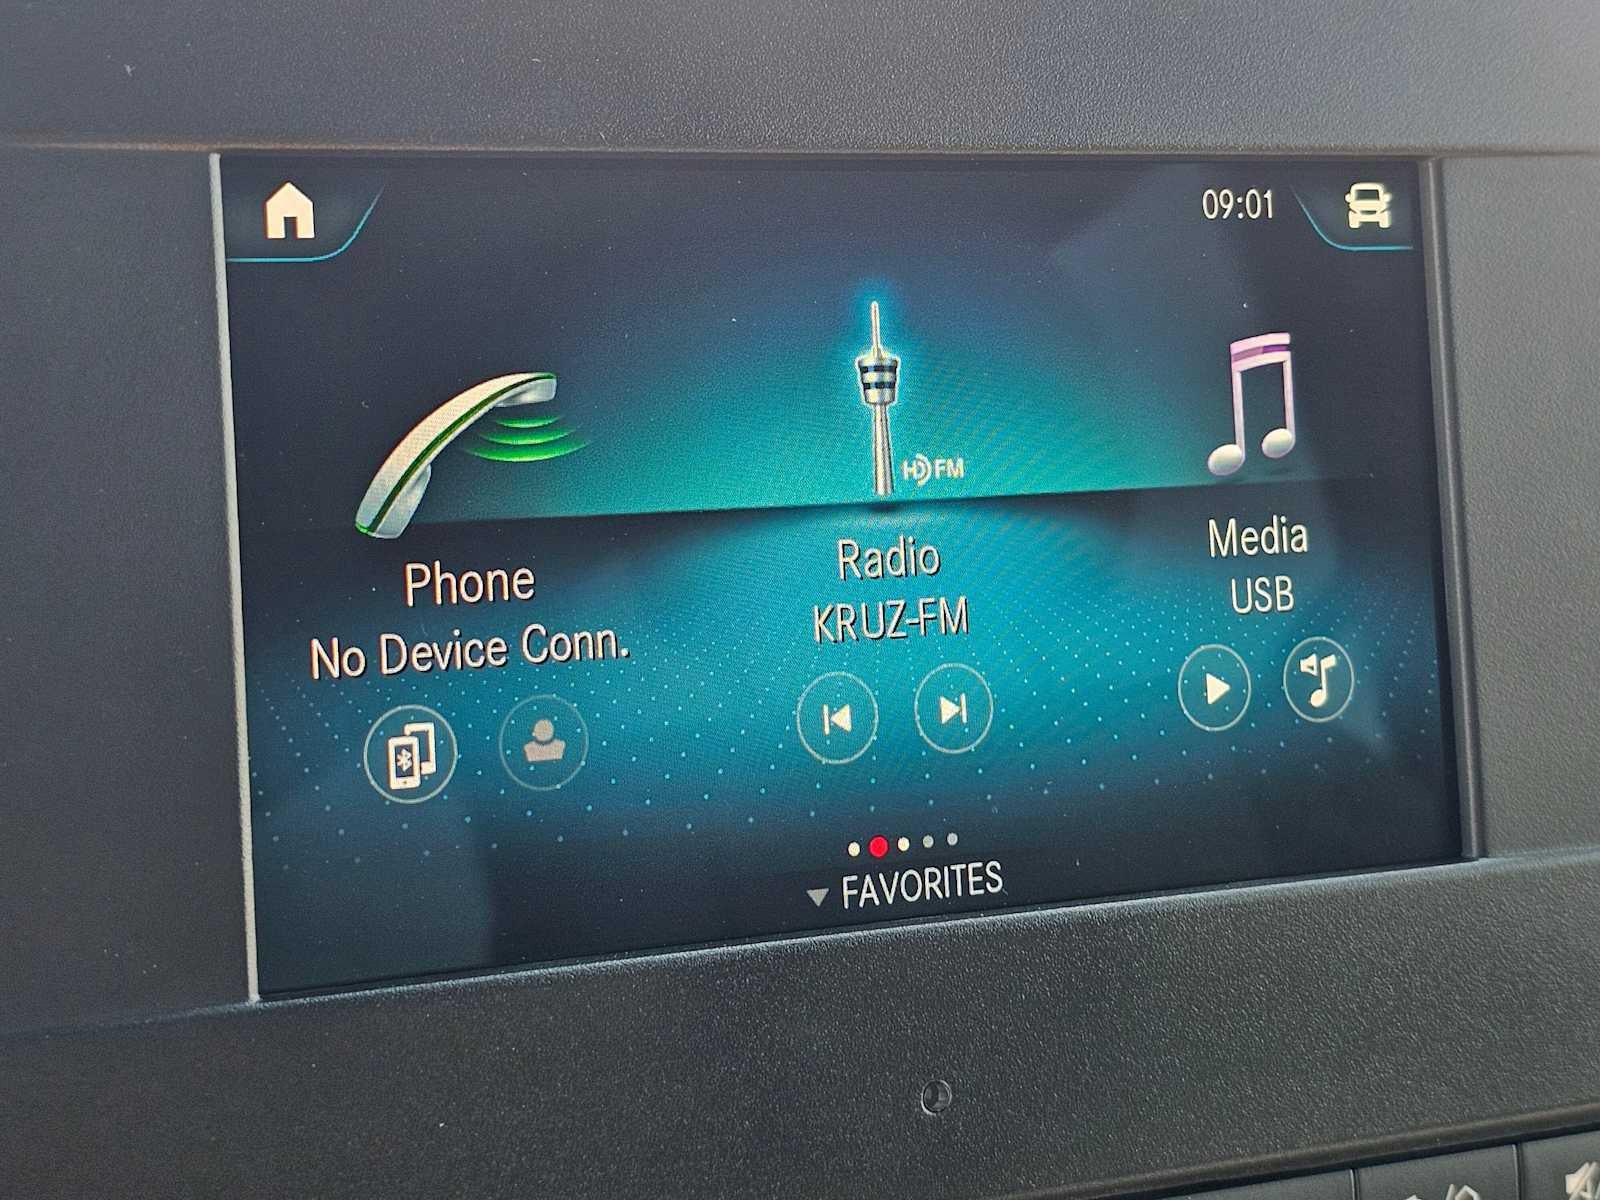 09:01
HD FM
Phone
No Device Conn.
Radio
KRUZ-FM
Media
USB
FAVORITES